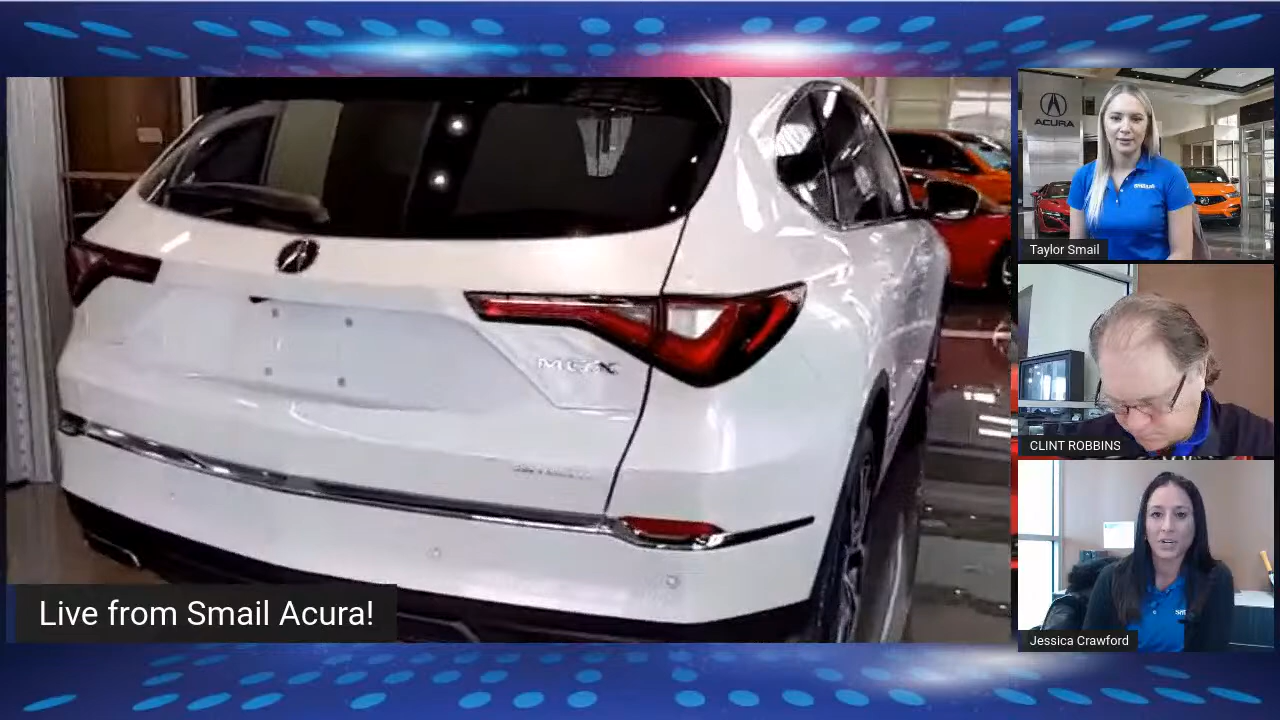 MDX
Live from Smail Acura!
ACURA
Taylor Smail
CLINT ROBBINS
Jessica Crawford